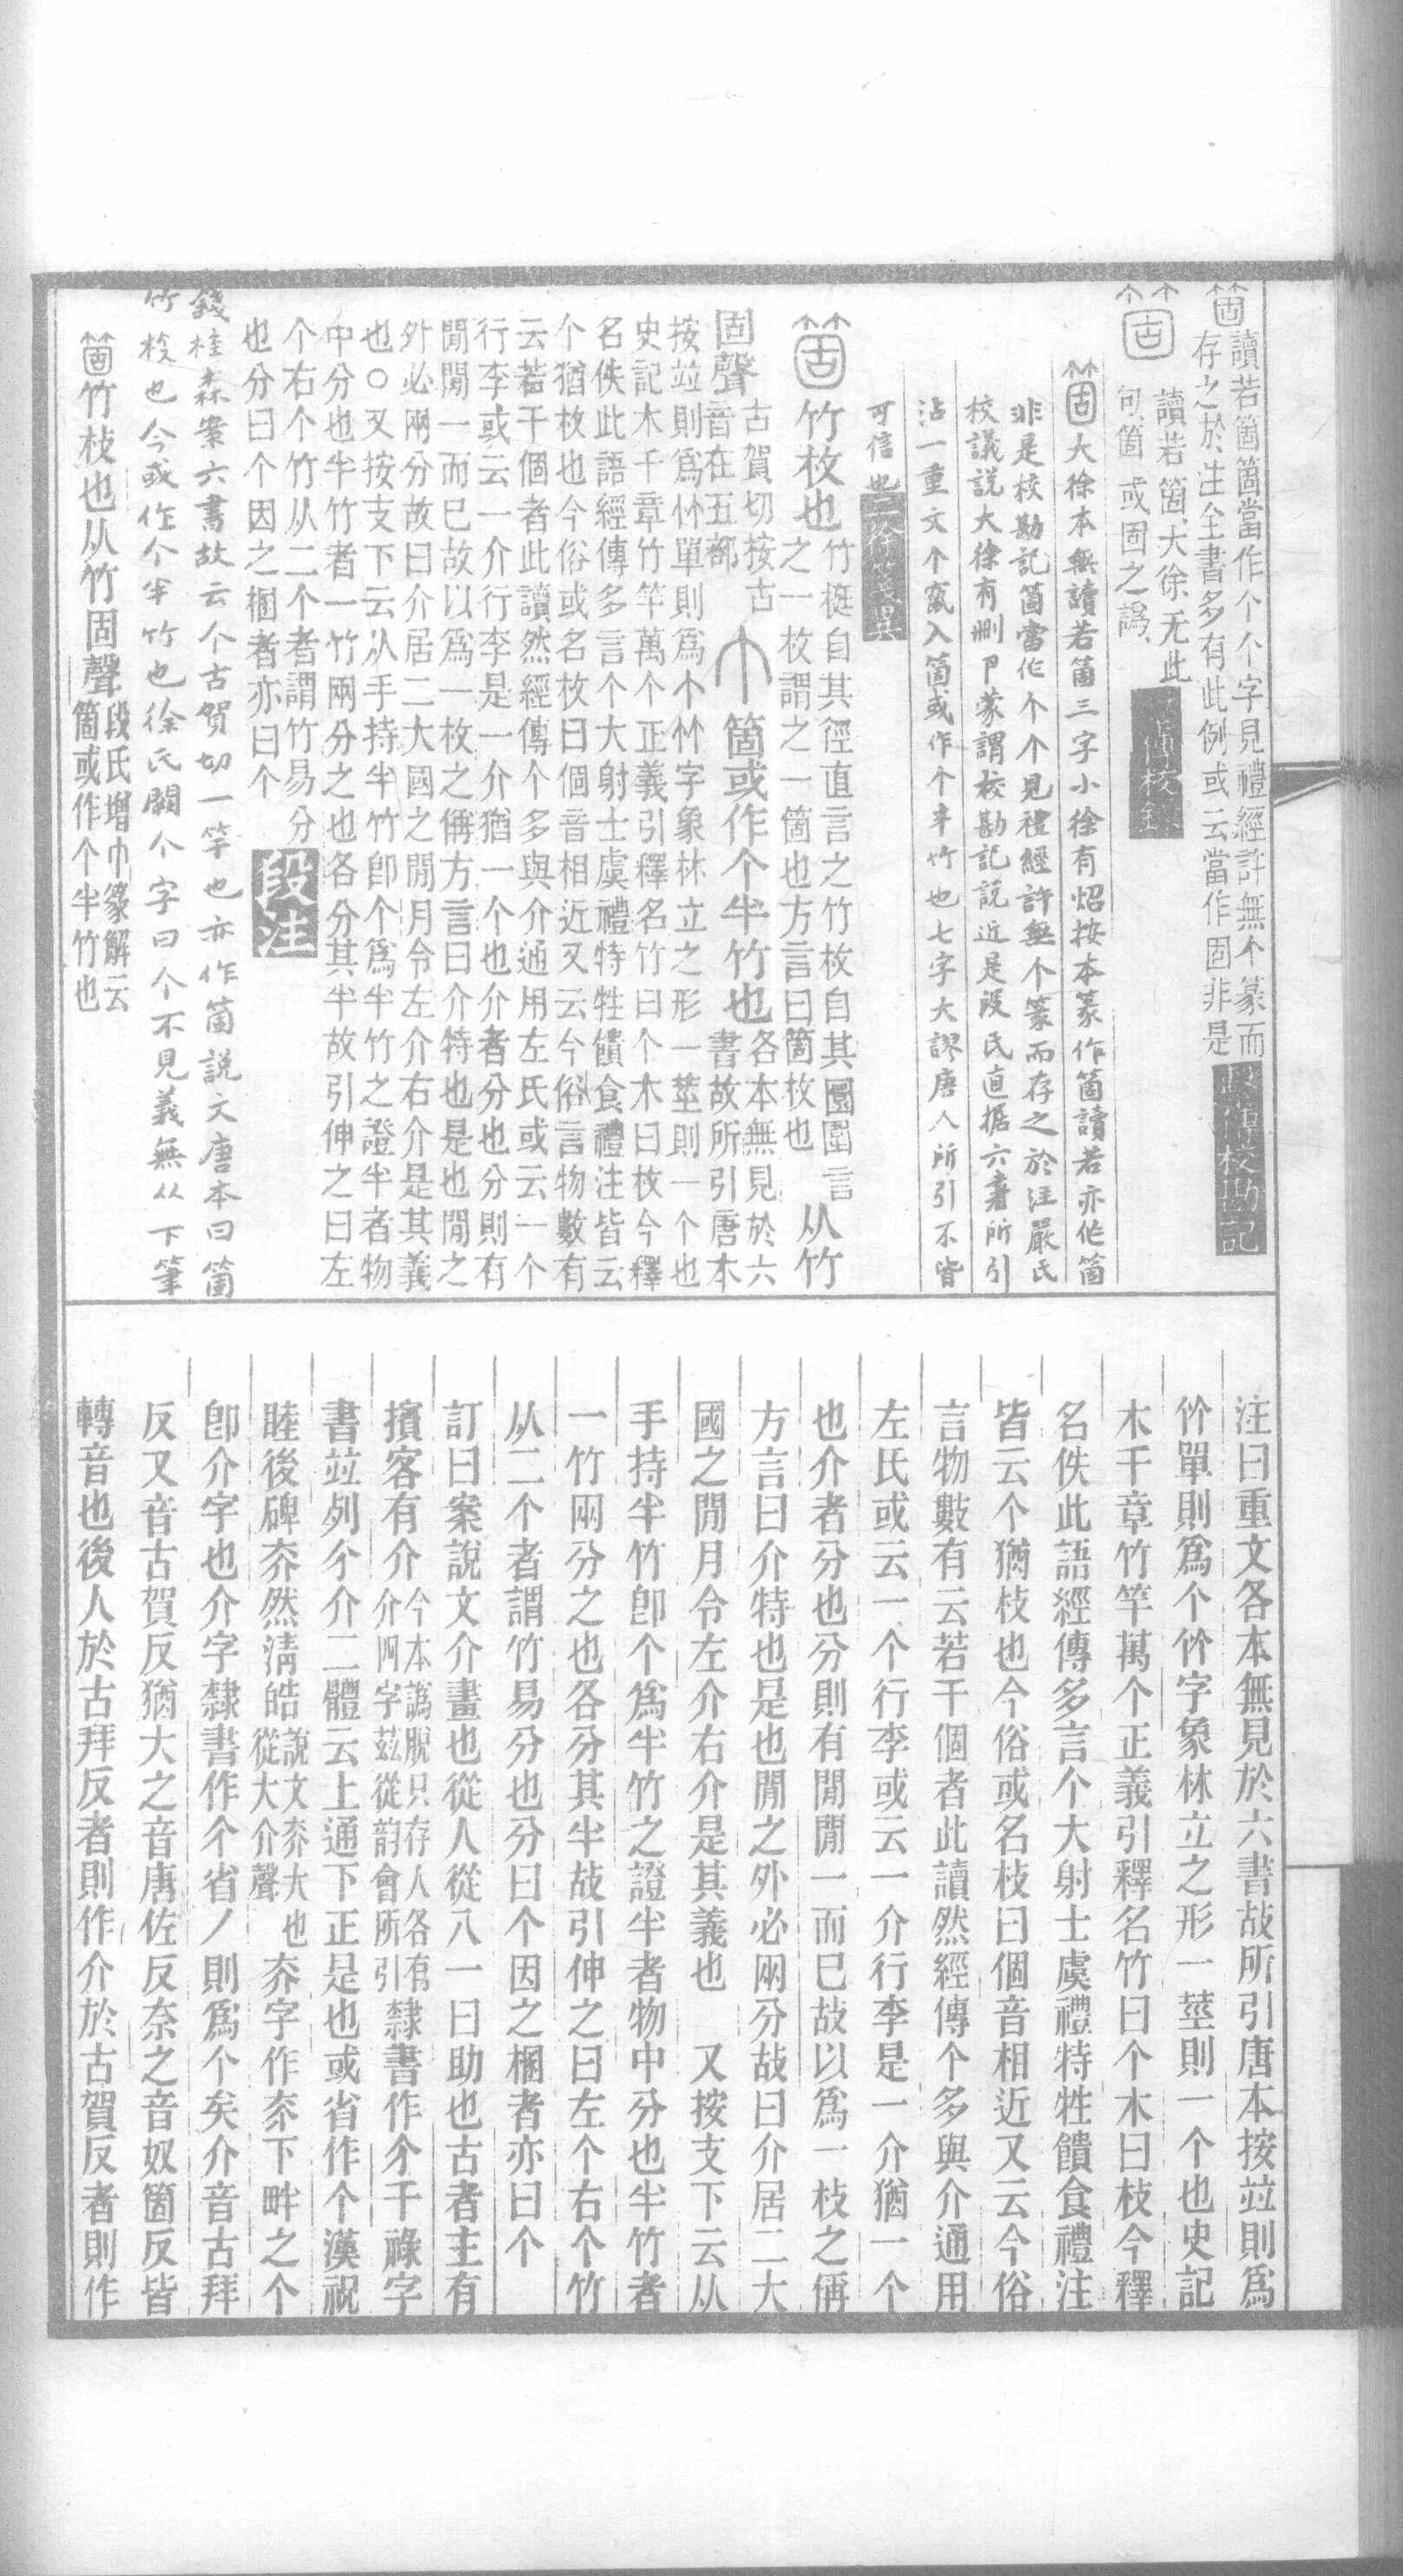 箇讀若箇箇當作个个字見禮經許無个篆而
存之於注全書多有此例或云當作固非是
校勘記
讀若箇大徐无此
句箇或固之譌
校錄
箇大徐本無讀若箇三字小徐有炤按本篆作箇讀若亦作箇
非是校勘記箇當作个个見禮經許無个篆而存之於注嚴氏
校議說大徐有刪卩蒙謂校勘記說近是段氏直據六書所引
沾一重文个竄入箇或作个半竹也七字大謬唐人所引不皆
可信也
二徐箋異
箇竹枚也
竹梃自其徑直言之竹枚自其圜圍言
之一枚謂之一箇也方言曰箇枚也
从竹
固聲
古賀切按古
音在五部
个箇或作个半竹也
各本無見於六
書故所引唐本
按竝則爲竹單則爲个竹字象林立之形一莖則一个也
史記木千章竹竿萬个正義引釋名竹曰个木曰枚今釋
名佚此語經傳多言个大射士虞禮特牲饋食禮注皆云
个猶枚也今俗或名枚曰個音相近又云今俗言物數有
云若干個者此讀然經傳个多與介通用左氏或云一个
行李或云一介行李是一介猶一个也介者分也分則有
閒閒一而已故以爲一枚之偁方言曰介特也是也閒之
外必兩分故曰介居二大國之閒月令左介右介是其義
也○又按支下云从手持半竹卽个爲半竹之證半者物
中分也半竹者一竹兩分之也各分其半故引伸之曰左
个右个竹从二个者謂竹易分
也分曰个因之楇者亦曰个
段注
錢桂森案六書故云个古賀切一竿也亦作箇說文唐本曰箇
竹枚也今或作个半竹也徐氏闕个字曰个不見義無从下筆
箇竹枝也从竹固聲
段氏增巾篆解云
箇或作个半竹也
注曰重文各本無見於六書故所引唐本按竝則爲
竹單則爲个竹字象林立之形一莖則一个也史記
木千章竹竿萬个正義引釋名竹曰个木曰枝今釋
名佚此語經傳多言个大射士虞禮特牲饋食禮注
皆云个猶枝也今俗或名枝曰個音相近又云今俗
言物數有云若干個者此讀然經傳个多與介通用
左氏或云一个行李或云一介行李是一介猶一个
也介者分也分則有閒閒一而已故以爲一枝之偁
方言曰介特也是也閒之外必兩分故曰介居二大
國之閒月令左介右介是其義也　又按支下云从
手持半竹卽个爲半竹之證半者物中分也半竹者
一竹兩分之也各分其半故引伸之曰左个右个竹
从二个者謂竹易分也分曰个因之楇者亦曰个
訂曰案說文介畫也從人從八一曰助也古者主有
擯客有介
今本譌脫只存人各有
介四字茲從韵會所引
隸書作尒干祿字
書竝列尒介二體云上通下正是也或省作个漢祝
睦後碑夰然淸皓
說文夰大也
從大介聲
夰字作夰下畔之个
卽介字也介字隸書作尒省丿則爲个矣介音古拜
反又音古賀反猶大之音唐佐反奈之音奴箇反皆
轉音也後人於古拜反者則作介於古賀反者則作